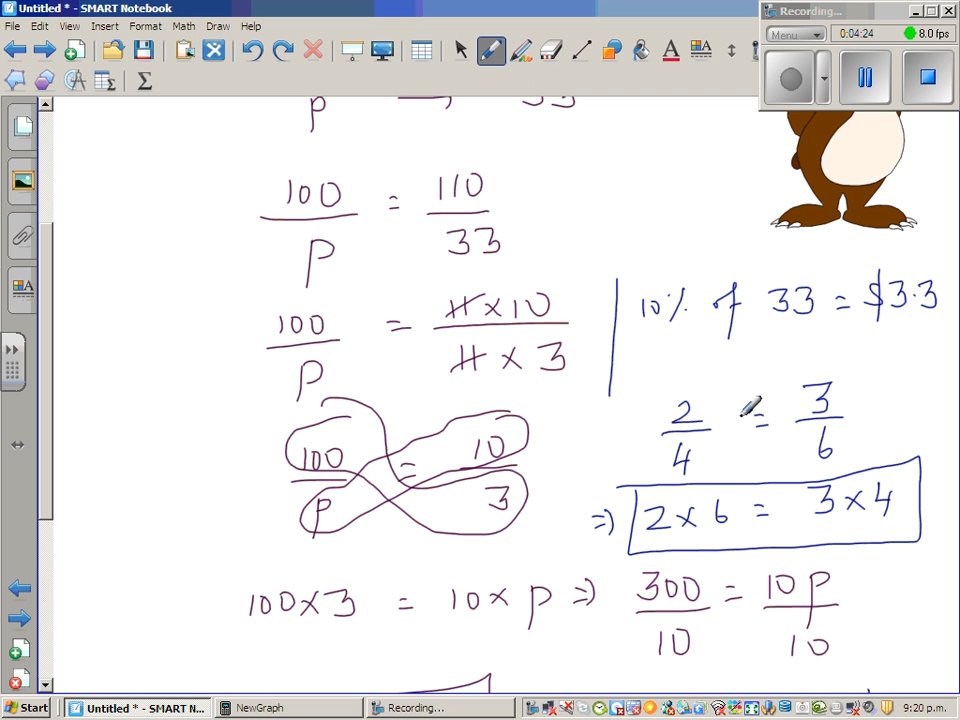 Untitled * - SMART Notebook
Recording...
File Edit View Insert Format Math Draw Help
Menu 0:04:24 8.0 fps
p 33
100 = 110
P 33
10% of 33 = $3.3
100 = 11 x 10
P 11 x 3
2 = 3
4 6
100 = 10
P 3
=> 2 x 6 = 3 x 4
100 x 3 = 10 x p => 300 = 10p
10 10
Start Untitled * - SMART N... NewGraph Recording... 9:20 p.m.